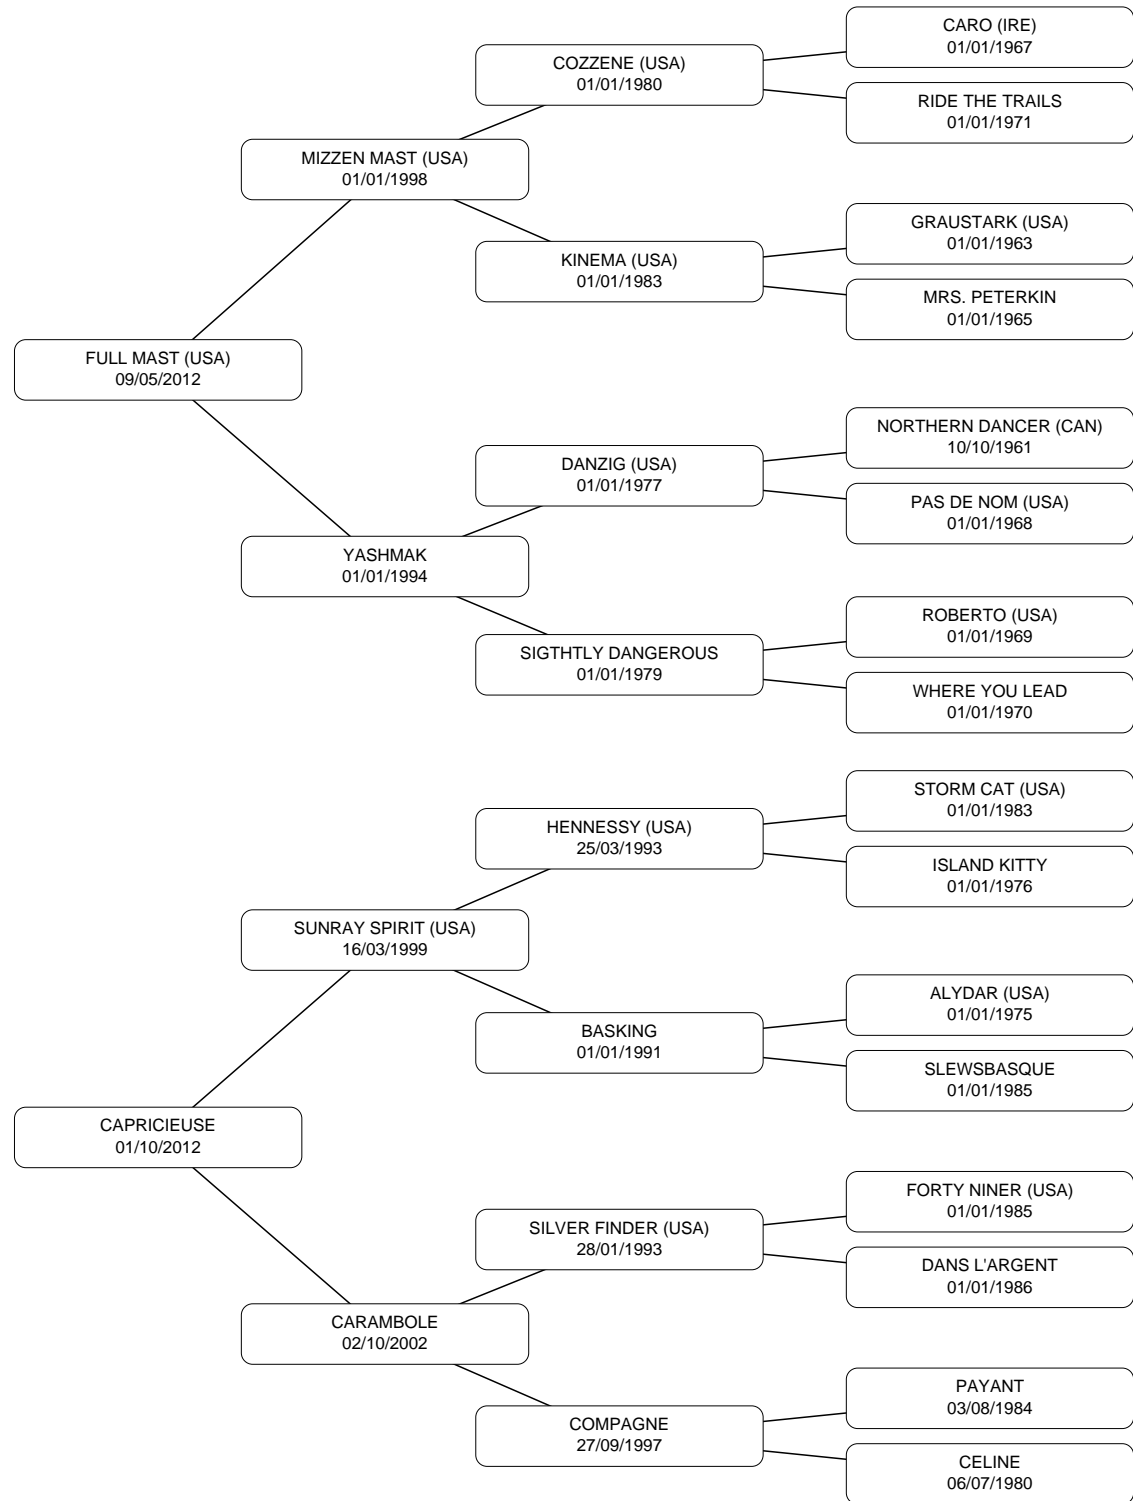 CARO (IRE)
01/01/1967
COZZENE (USA)
01/01/1980
RIDE THE TRAILS
01/01/1971
MIZZEN MAST (USA)
01/01/1998
GRAUSTARK (USA)
01/01/1963
KINEMA (USA)
01/01/1983
MRS. PETERKIN
01/01/1965
FULL MAST (USA)
09/05/2012
NORTHERN DANCER (CAN)
10/10/1961
DANZIG (USA)
01/01/1977
PAS DE NOM (USA)
01/01/1968
YASHMAK
01/01/1994
ROBERTO (USA)
01/01/1969
SIGTHTLY DANGEROUS
01/01/1979
WHERE YOU LEAD
01/01/1970
STORM CAT (USA)
01/01/1983
HENNESSY (USA)
25/03/1993
ISLAND KITTY
01/01/1976
SUNRAY SPIRIT (USA)
16/03/1999
ALYDAR (USA)
01/01/1975
BASKING
01/01/1991
SLEWSBASQUE
01/01/1985
CAPRICIEUSE
01/10/2012
FORTY NINER (USA)
01/01/1985
SILVER FINDER (USA)
28/01/1993
DANS L'ARGENT
01/01/1986
CARAMBOLE
02/10/2002
PAYANT
03/08/1984
COMPAGNE
27/09/1997
CELINE
06/07/1980